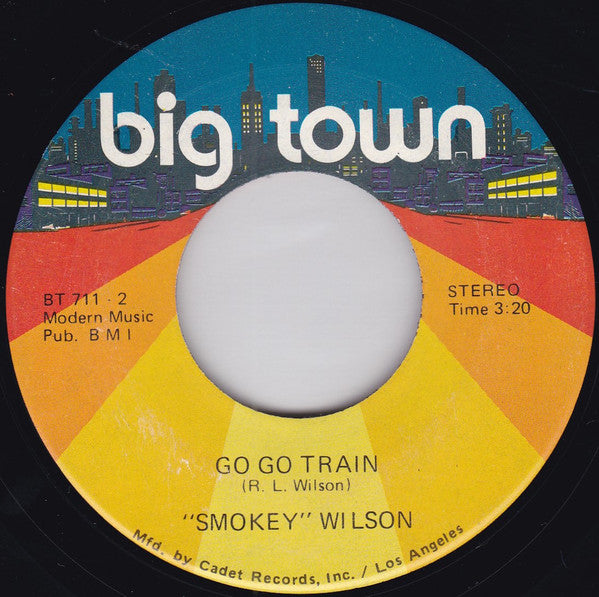 big town
BT 711 - 2
Modern Music
Pub. B M I
STEREO
Time 3:20
GO GO TRAIN
(R. L. Wilson)
"SMOKEY" WILSON
Mfd. by Cadet Records, Inc. / Los Angeles